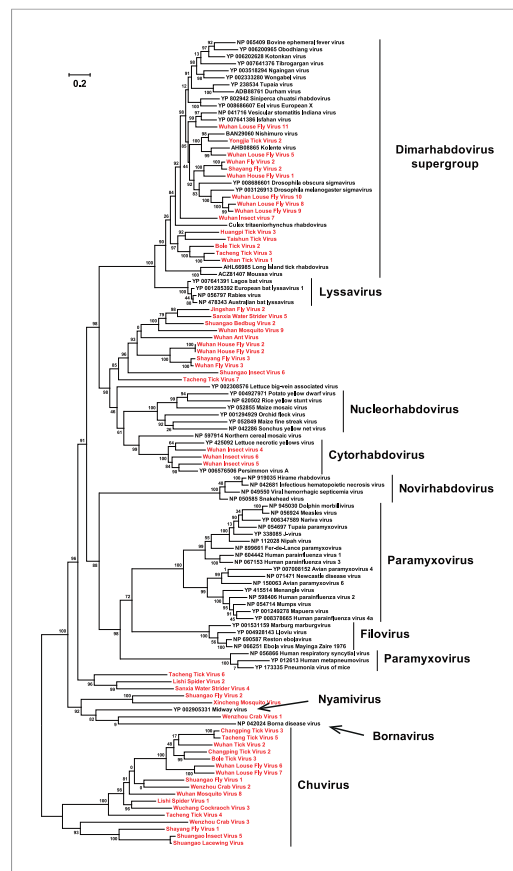 0.2
NP 065409 Bovine ephemeral fever virus
YP 006200965 Obodhiang virus
YP 006202628 Kotonkan virus
YP 007641376 Tibrogargan virus
YP 003518294 Ngaingan virus
YP 002333280 Wongabel virus
YP 238534 Tupaia virus
ADB88761 Durham virus
YP 802942 Siniperca chuatsi rhabdovirus
YP 008686607 Eel virus European X
NP 041716 Vesicular stomatitis Indiana virus
YP 007641386 Isfahan virus
Wuhan Louse Fly Virus 11
BAN29060 Nishimuro virus
Yongjia Tick Virus 2
AHB08865 Kolente virus
Wuhan Louse Fly Virus 5
Wuhan Fly Virus 2
Shayang Fly Virus 2
Wuhan House Fly Virus 1
YP 008686601 Drosophila obscura sigmavirus
YP 003126913 Drosophila melanogaster sigmavirus
Wuhan Louse Fly Virus 10
Wuhan Louse Fly Virus 8
Wuhan Louse Fly Virus 9
Wuhan Insect virus 7
Culex tritaeniorhynchus rhabdovirus
Huangpi Tick Virus 3
Taishun Tick Virus
Bole Tick Virus 2
Tacheng Tick Virus 3
Wuhan Tick Virus 1
AHL66985 Long Island tick rhabdovirus
ACZ81407 Moussa virus
Dimarhabdovirus
supergroup
YP 007641391 Lagos bat virus
YP 001285392 European bat lyssavirus 1
NP 056797 Rabies virus
NP 478343 Australian bat lyssavirus
Lyssavirus
Jingshan Fly Virus 2
Sanxia Water Strider Virus 5
Shuangao Bedbug Virus 2
Wuhan Mosquito Virus 9
Wuhan Ant Virus
Wuhan House Fly Virus 2
Wuhan House Fly Virus 2
Shayang Fly Virus 3
Wuhan Fly Virus 3
Shuangao Insect Virus 6
Tacheng Tick Virus 7
NP 002308576 Lettuce big-vein associated virus
YP 004927971 Potato yellow dwarf virus
NP 620502 Rice yellow stunt virus
YP 052855 Maize mosaic virus
YP 001294929 Orchid fleck virus
YP 052849 Maize fine streak virus
NP 042286 Sonchus yellow net virus
Nucleorhabdovirus
NP 597914 Northern cereal mosaic virus
YP 425092 Lettuce necrotic yellows virus
Wuhan Insect virus 4
Wuhan Insect virus 6
Wuhan Insect virus 5
YP 006576506 Persimmon virus A
Cytorhabdovirus
NP 919035 Hirame rhabdovirus
NP 042681 Infectious hematopoietic necrosis virus
NP 049550 Viral hemorrhagic septicemia virus
NP 050585 Snakehead virus
Novirhabdovirus
NP 945030 Dolphin morbillivirus
NP 056924 Measles virus
YP 006347589 Nariva virus
NP 054697 Tupaia paramyxovirus
YP 338085 J-virus
NP 112028 Nipah virus
NP 899661 Fer-de-Lance paramyxovirus
NP 604442 Human parainfluenza virus 1
NP 067153 Human parainfluenza virus 3
YP 007008152 Avian paramyxovirus 4
NP 071471 Newcastle disease virus
NP 150063 Avian paramyxovirus 6
YP 415514 Menangle virus
NP 598406 Human parainfluenza virus 2
NP 054714 Mumps virus
YP 001249278 Mapuera virus
YP 008378665 Human parainfluenza virus 4a
Paramyxovirus
YP 001531159 Marburg marburgvirus
YP 004928143 Lloviu virus
NP 690587 Reston ebolavirus
NP 066251 Ebola virus Mayinga Zaire 1976
Filovirus
NP 056866 Human respiratory syncytial virus
YP 012613 Human metapneumovirus
YP 173335 Pneumonia virus of mice
Paramyxovirus
Tacheng Tick Virus 6
Lishi Spider Virus 2
Sanxia Water Strider Virus 4
Shuangao Fly Virus 2
Xincheng Mosquito Virus
YP 002905331 Midway virus
Nyamivirus
Wenzhou Crab Virus 1
NP 042024 Borna disease virus
Bornavirus
Changping Tick Virus 3
Tacheng Tick Virus 5
Wuhan Tick Virus 2
Changping Tick Virus 2
Bole Tick Virus 3
Wuhan Louse Fly Virus 6
Wuhan Louse Fly Virus 7
Shuangao Fly Virus 1
Wenzhou Crab Virus 2
Wuhan Mosquito Virus 8
Lishi Spider Virus 1
Wuchang Cockraoch Virus 3
Tacheng Tick Virus 4
Wenzhou Crab Virus 3
Shayang Fly Virus 1
Shuangao Insect Virus 5
Shuangao Lacewing Virus
Chuvirus